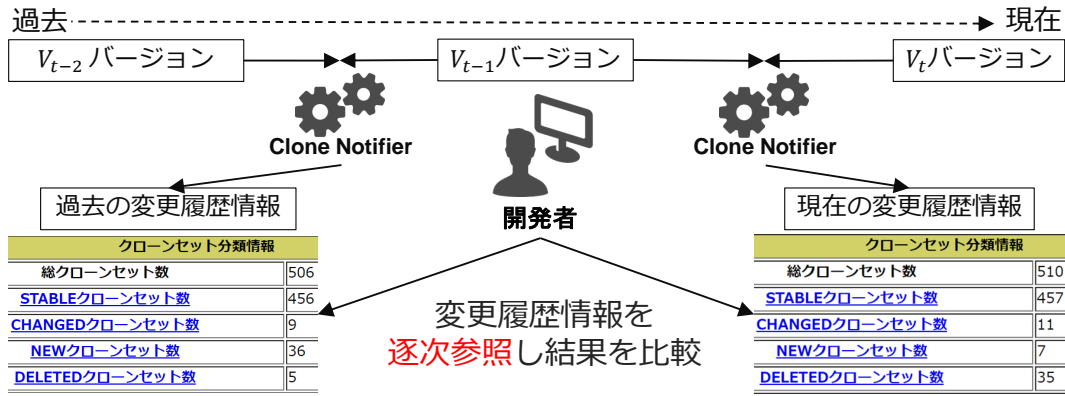 過去
現在
V_{t-2} バージョン
V_{t-1}バージョン
V_tバージョン
Clone Notifier
Clone Notifier
過去の変更履歴情報
開発者
現在の変更履歴情報
クローンセット分類情報
総クローンセット数 506
STABLEクローンセット数 456
CHANGEDクローンセット数 9
NEWクローンセット数 36
DELETEDクローンセット数 5
変更履歴情報を
逐次参照し結果を比較
クローンセット分類情報
総クローンセット数 510
STABLEクローンセット数 457
CHANGEDクローンセット数 11
NEWクローンセット数 7
DELETEDクローンセット数 35